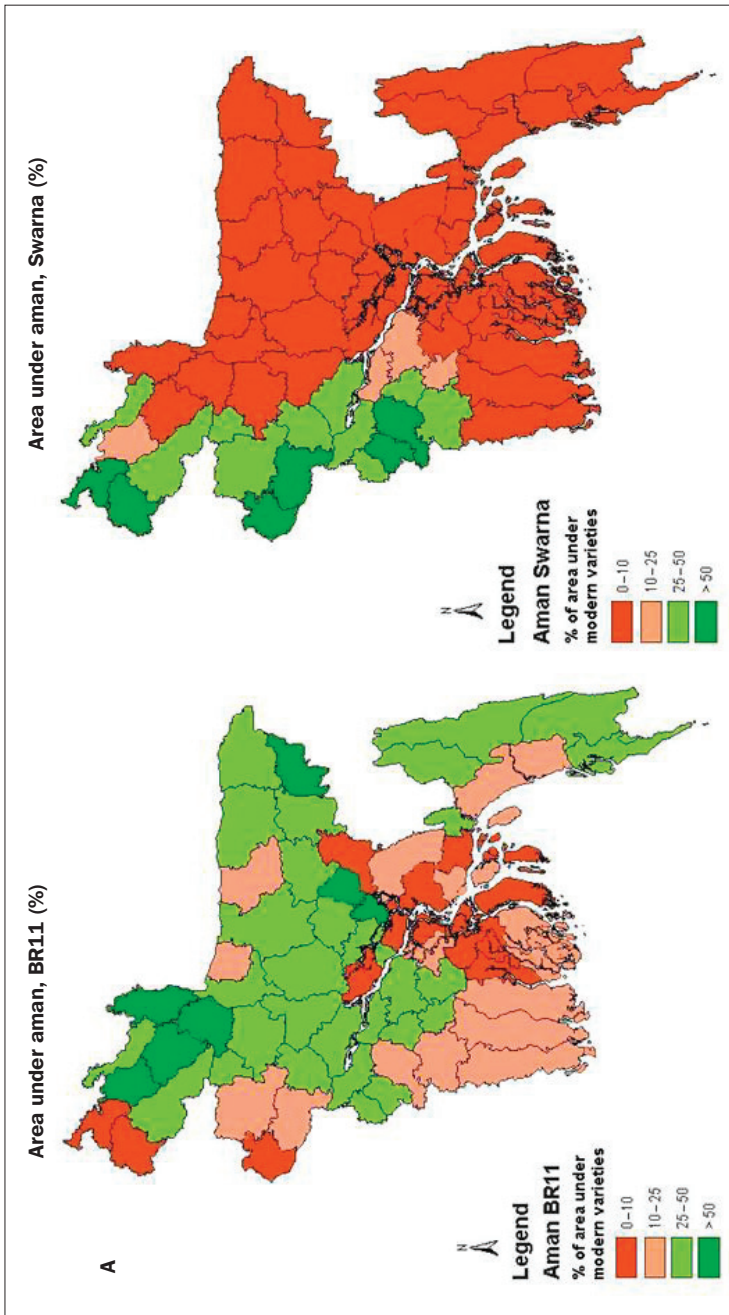 A
Area under aman, BR11 (%)
N
Legend
Aman BR11
% of area under
modern varieties
0–10
10–25
25–50
> 50
Area under aman, Swarna (%)
N
Legend
Aman Swarna
% of area under
modern varieties
0–10
10–25
25–50
> 50